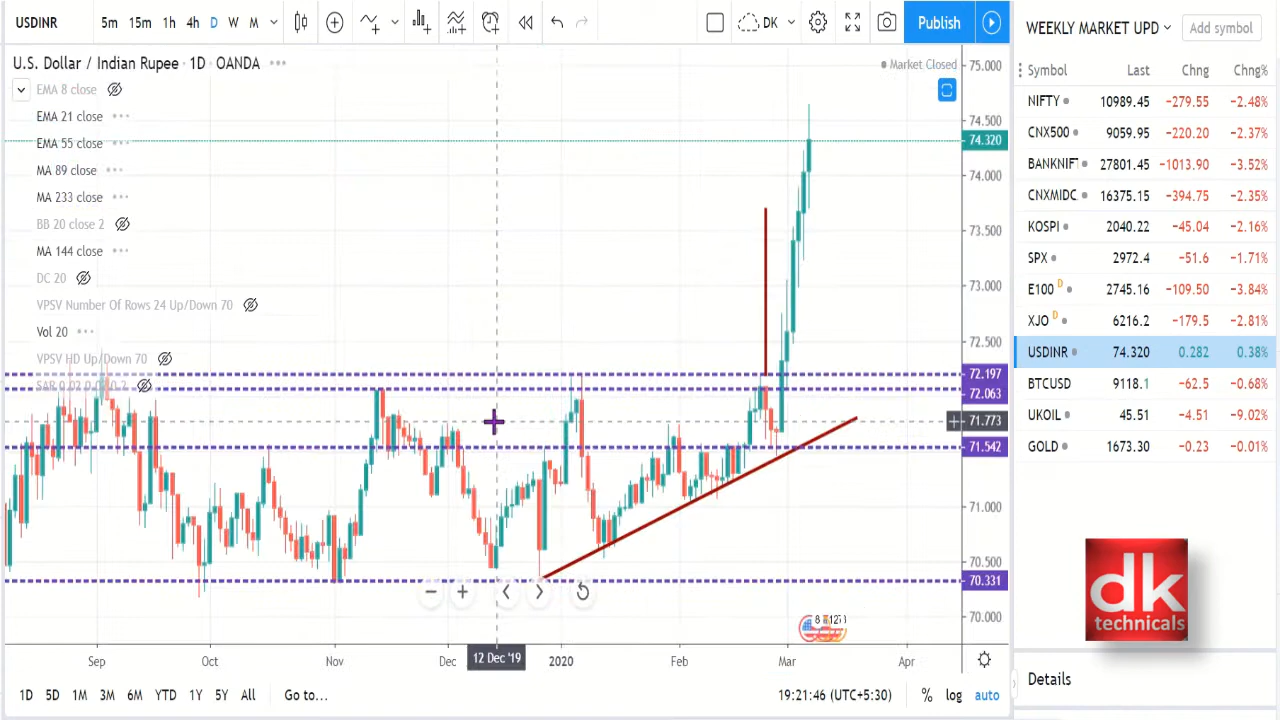 USDINR 5m 15m 1h 4h D W M DK Publish
WEEKLY MARKET UPD Add symbol
U.S. Dollar / Indian Rupee · 1D · OANDA
Market Closed
EMA 8 close
EMA 21 close
EMA 55 close
MA 89 close
MA 233 close
BB 20 close 2
MA 144 close
DC 20
VPSV Number Of Rows 24 Up/Down 70
Vol 20
VPSV HD Up/Down 70
SAR 0.02 0.02 0.2
75.000
74.500
74.320
74.000
73.500
73.000
72.500
72.197
72.063
71.773
71.542
71.000
70.500
70.331
70.000
Sep Oct Nov Dec 12 Dec '19 2020 Feb Mar Apr
1D 5D 1M 3M 6M YTD 1Y 5Y All Go to... 19:21:46 (UTC+5:30) % log auto
Symbol Last Chng Chng%
NIFTY 10989.45 −279.55 −2.48%
CNX500 9059.95 −220.20 −2.37%
BANKNIFT 27801.45 −1013.90 −3.52%
CNXMIDC 16375.15 −394.75 −2.35%
KOSPI 2040.22 −45.04 −2.16%
SPX 2972.4 −51.6 −1.71%
E100 D 2745.16 −109.50 −3.84%
XJO D 6216.2 −179.5 −2.81%
USDINR 74.320 0.282 0.38%
BTCUSD 9118.1 −62.5 −0.68%
UKOIL 45.51 −4.51 −9.02%
GOLD 1673.30 −0.23 −0.01%
dk
technicals
Details